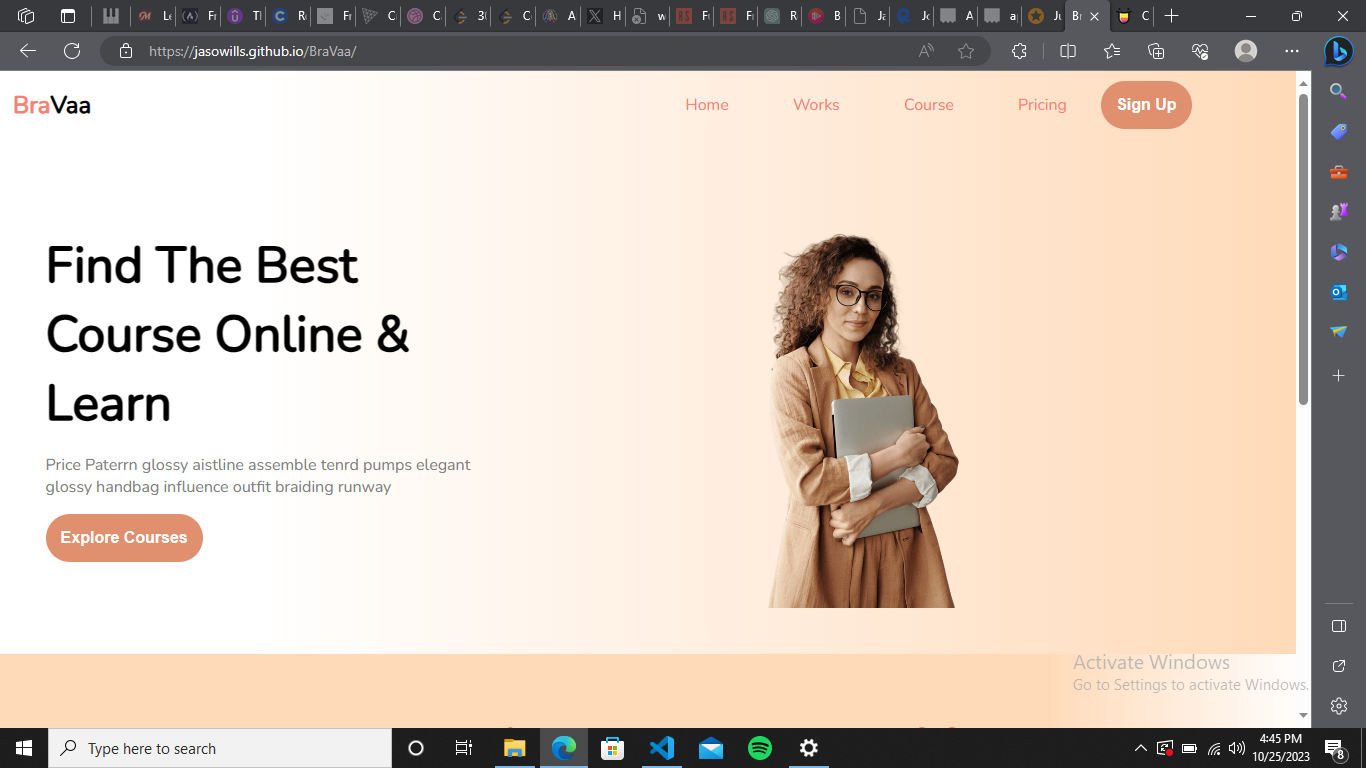 Le
Fr
Tl
C
Re
Fr
C
C
3(
C
A
H
w
Fr
R
B
Ja
Jc
A
a
Ju
Br
C
https://jasowills.github.io/BraVaa/
BraVaa
Home
Works
Course
Pricing
Sign Up
Find The Best
Course Online &
Learn
Price Paterrn glossy aistline assemble tenrd pumps elegant
glossy handbag influence outfit braiding runway
Explore Courses
Activate Windows
Go to Settings to activate Windows.
Type here to search
4:45 PM
10/25/2023
8